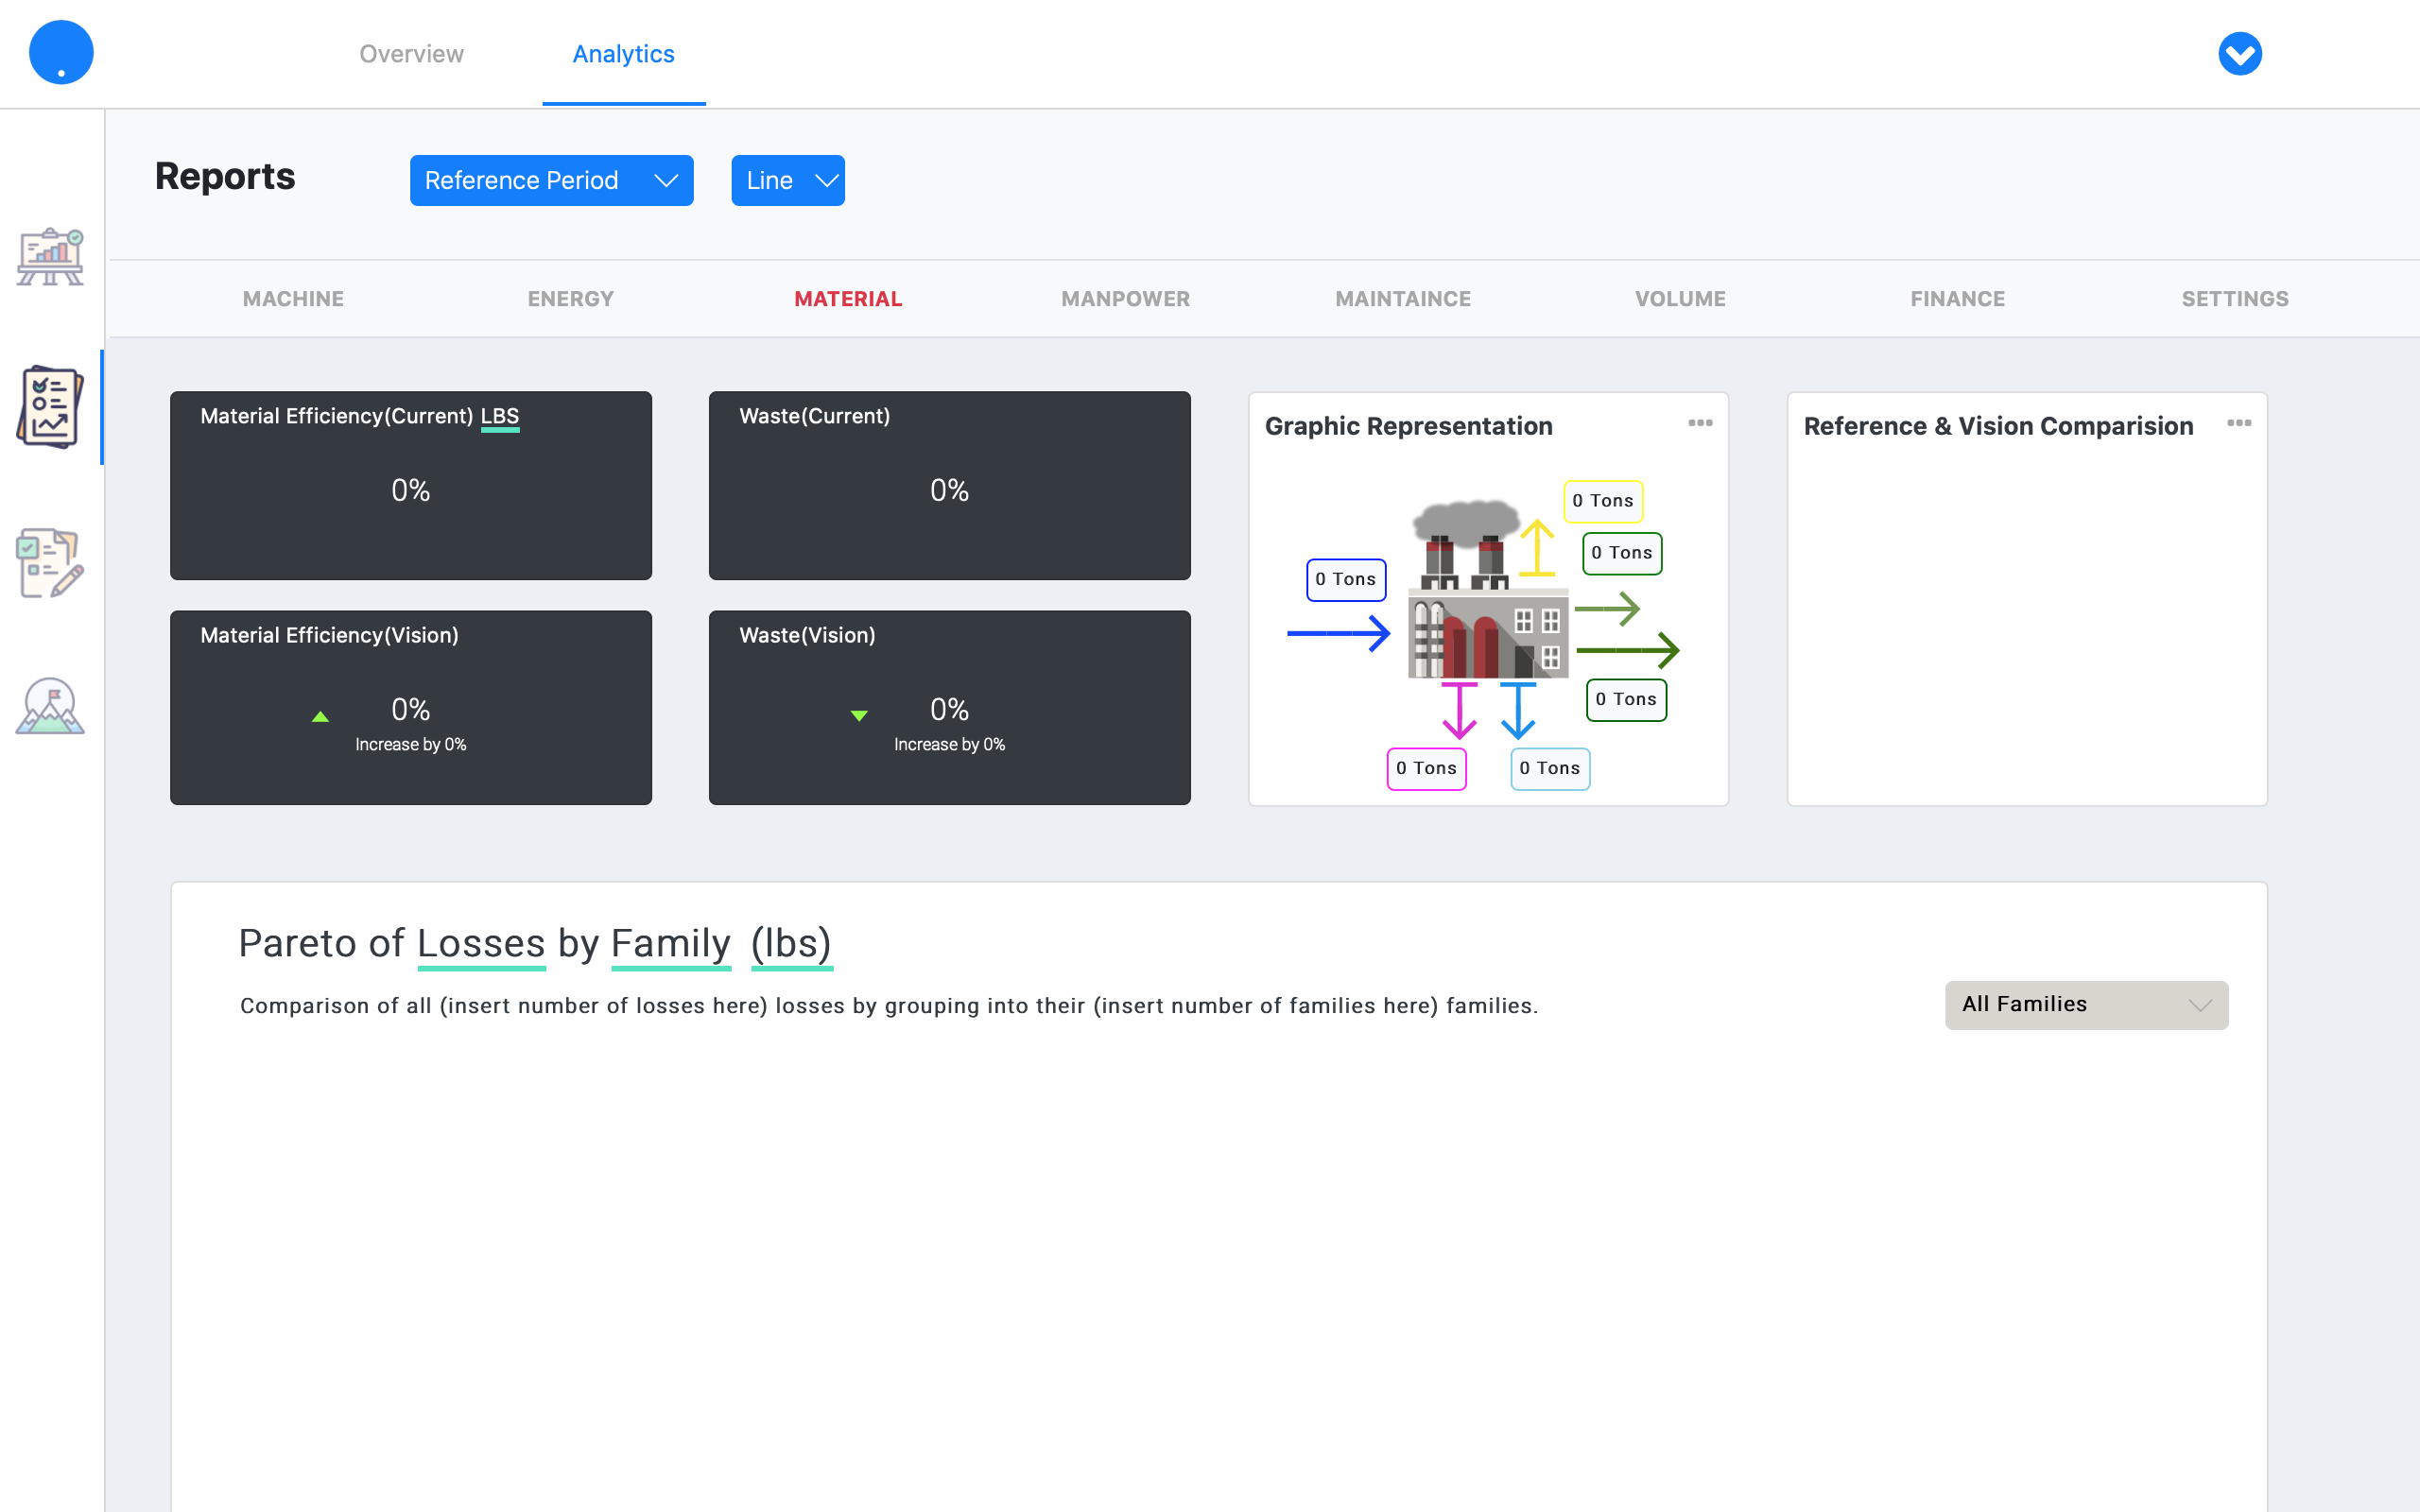 Overview
Analytics
Reports
Reference Period
Line
MACHINE
ENERGY
MATERIAL
MANPOWER
MAINTAINCE
VOLUME
FINANCE
SETTINGS
Material Efficiency(Current) LBS
0%
Waste(Current)
0%
Material Efficiency(Vision)
0%
Increase by 0%
Waste(Vision)
0%
Increase by 0%
Graphic Representation
0 Tons
0 Tons
0 Tons
0 Tons
0 Tons
0 Tons
Reference & Vision Comparision
Pareto of Losses by Family (lbs)
Comparison of all (insert number of losses here) losses by grouping into their (insert number of families here) families.
All Families